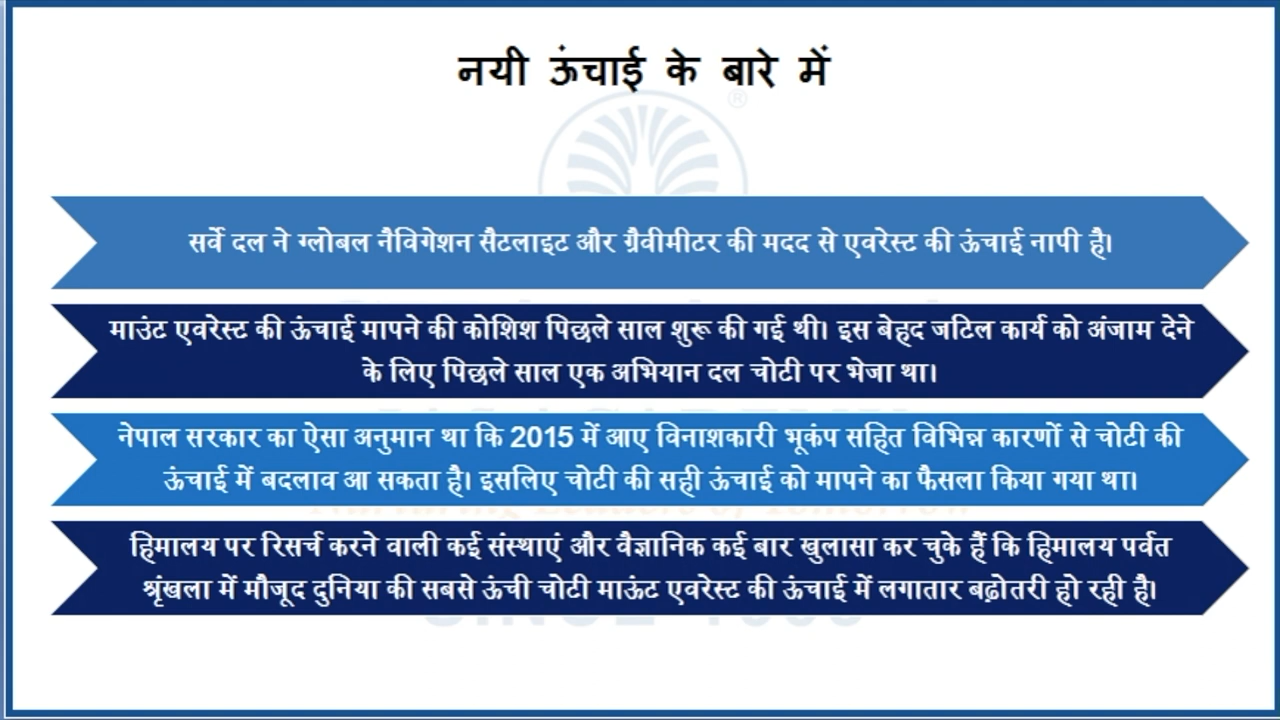 नयी ऊंचाई के बारे में
सर्वे दल ने ग्लोबल नैविगेशन सैटलाइट और ग्रैवीमीटर की मदद से एवरेस्ट की ऊंचाई नापी है।
माउंट एवरेस्ट की ऊंचाई मापने की कोशिश पिछले साल शुरू की गई थी। इस बेहद जटिल कार्य को अंजाम देने
के लिए पिछले साल एक अभियान दल चोटी पर भेजा था।
नेपाल सरकार का ऐसा अनुमान था कि 2015 में आए विनाशकारी भूकंप सहित विभिन्न कारणों से चोटी की
ऊंचाई में बदलाव आ सकता है। इसलिए चोटी की सही ऊंचाई को मापने का फैसला किया गया था।
हिमालय पर रिसर्च करने वाली कई संस्थाएं और वैज्ञानिक कई बार खुलासा कर चुके हैं कि हिमालय पर्वत
श्रृंखला में मौजूद दुनिया की सबसे ऊंची चोटी माऊंट एवरेस्ट की ऊंचाई में लगातार बढ़ोतरी हो रही है।